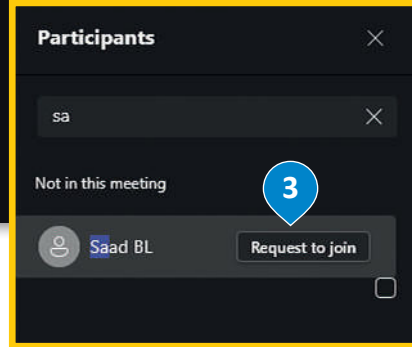 Participants
sa
Not in this meeting
3
Saad BL
Request to join